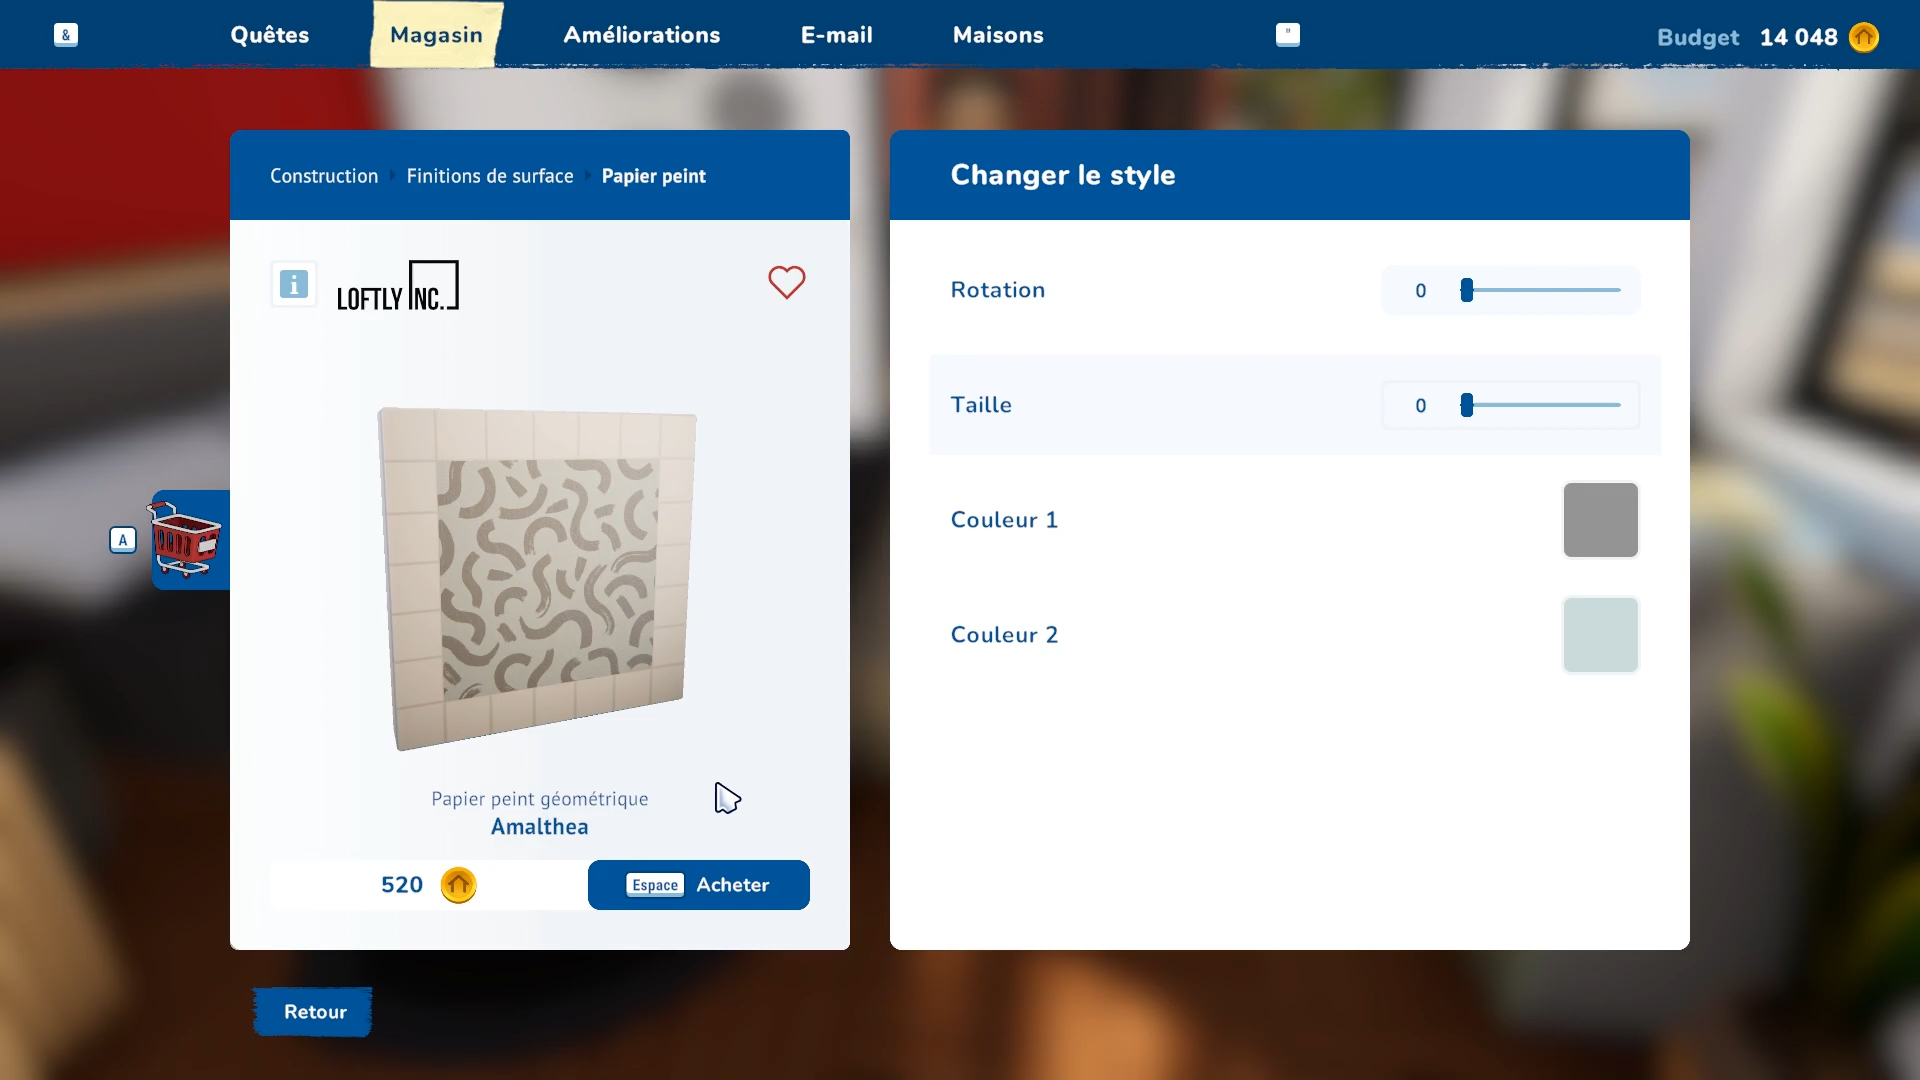 &
Quêtes
Magasin
Améliorations
E-mail
Maisons
"
Budget 14 048
Construction Finitions de surface Papier peint
i
LOFTLY INC.
A
Papier peint géométrique
Amalthea
520
Espace Acheter
Retour
Changer le style
Rotation 0
Taille 0
Couleur 1
Couleur 2